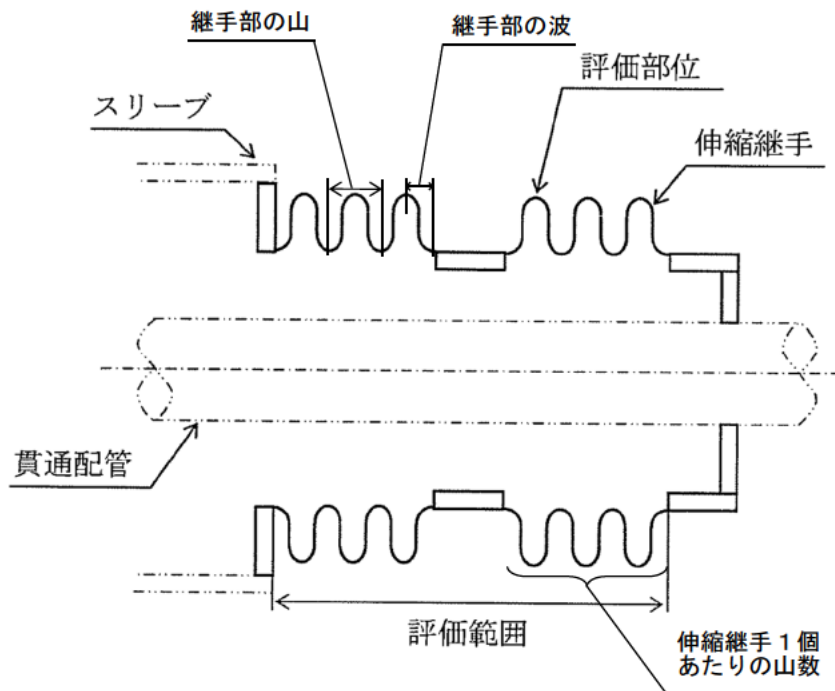 継手部の山
継手部の波
評価部位
スリーブ
伸縮継手
貫通配管
評価範囲
伸縮継手１個
あたりの山数